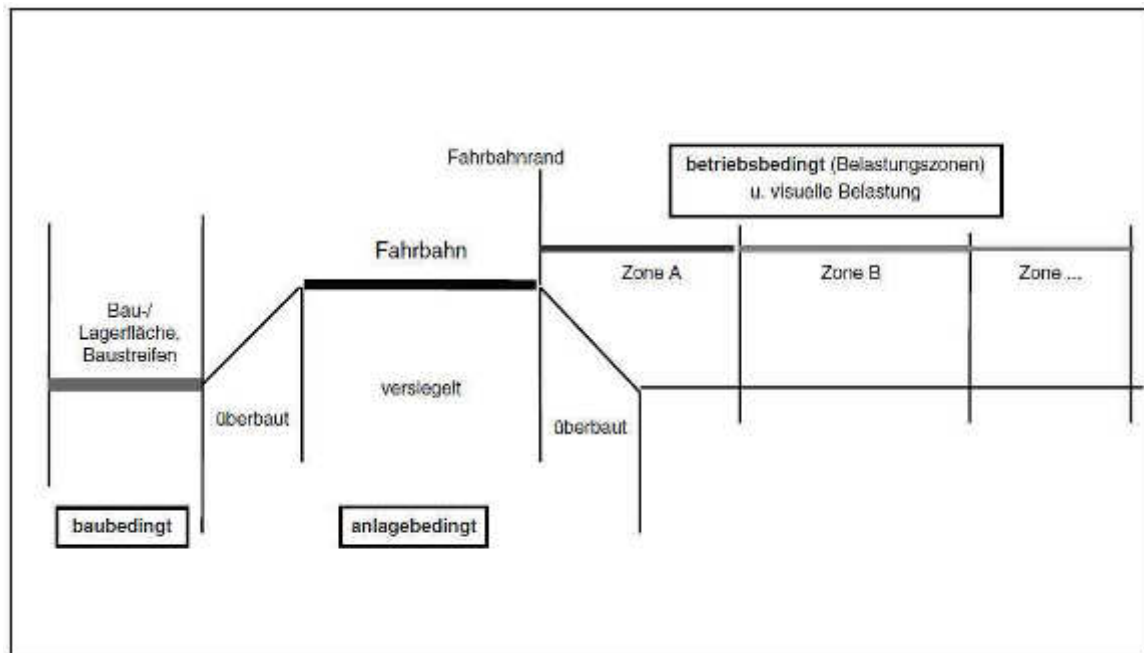 Fahrbahnrand
betriebsbedingt (Belastungszonen)
u. visuelle Belastung
Fahrbahn
Zone A
Zone B
Zone ...
Bau-/
Lagerfläche,
Baustreifen
versiegelt
überbaut
überbaut
baubedingt
anlagebedingt